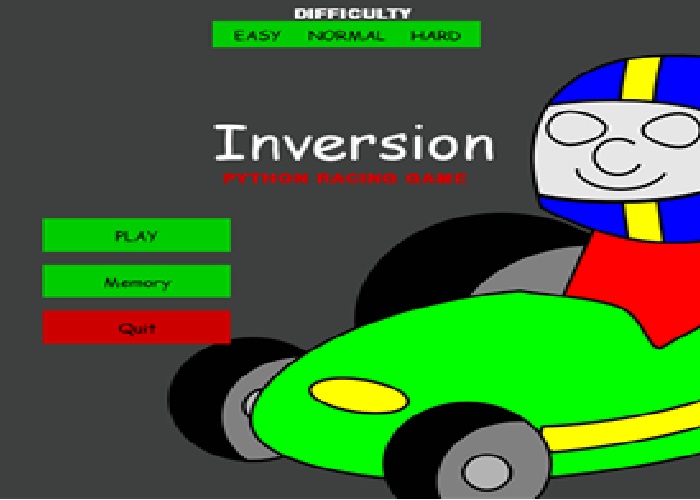 DIFFICULTY
EASY NORMAL HARD
Inversion
PYTHON RACING GAME
PLAY
Memory
Quit